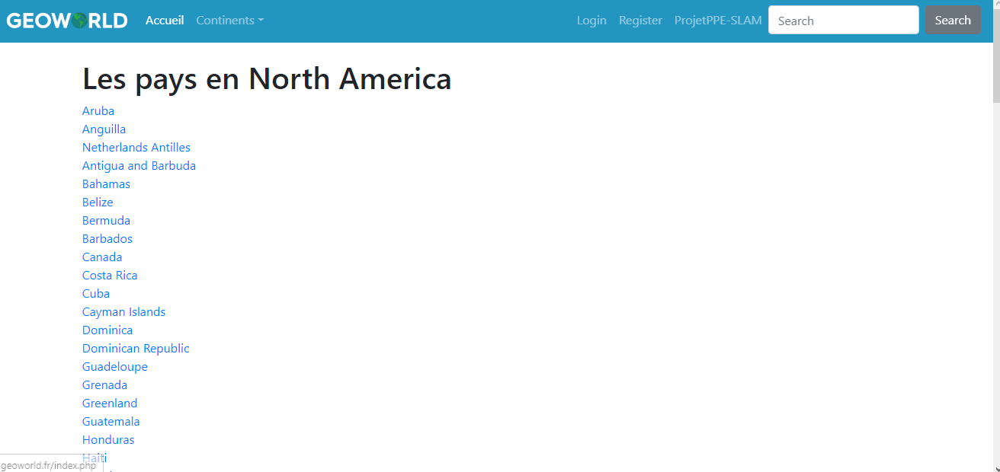 GEOWORLD Accueil Continents Login Register ProjetPPE-SLAM Search Search
Les pays en North America
Aruba
Anguilla
Netherlands Antilles
Antigua and Barbuda
Bahamas
Belize
Bermuda
Barbados
Canada
Costa Rica
Cuba
Cayman Islands
Dominica
Dominican Republic
Guadeloupe
Grenada
Greenland
Guatemala
Honduras
Haiti
geoworld.fr/index.php